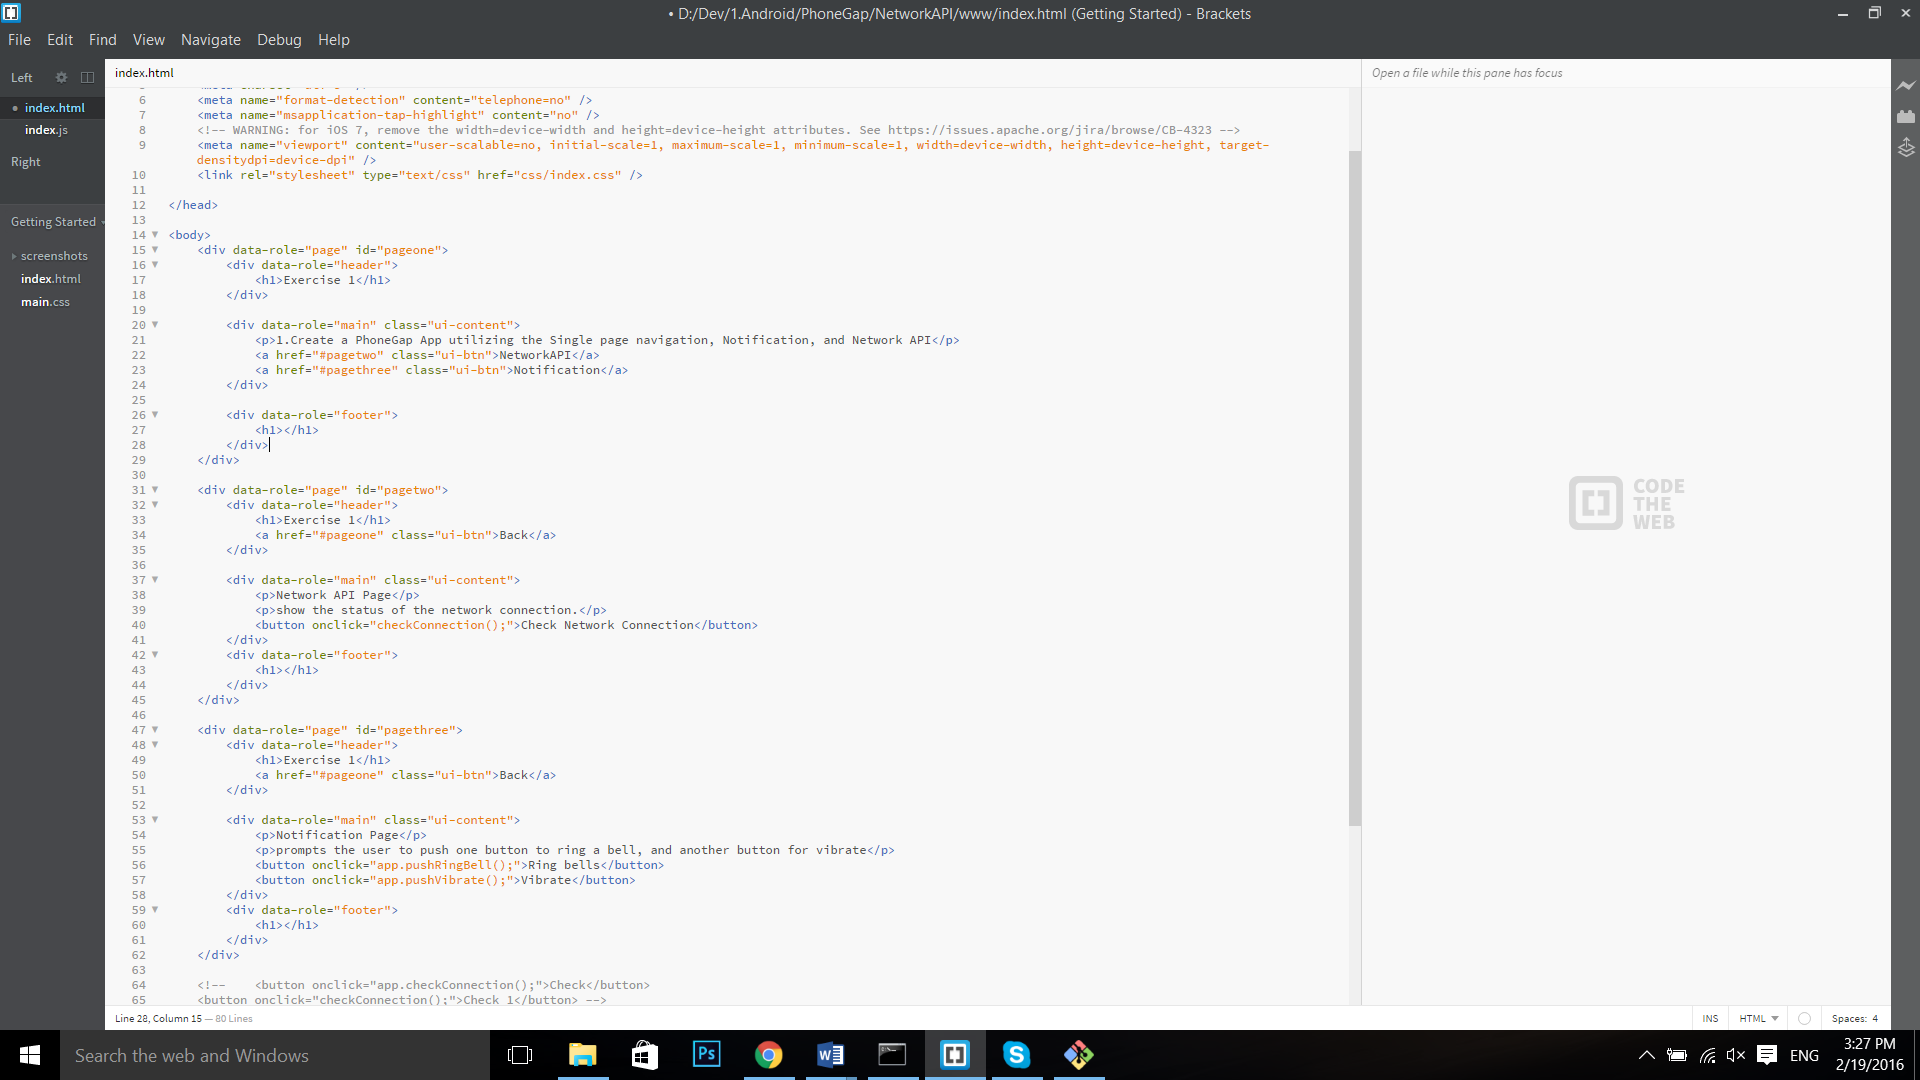 • D:/Dev/1.Android/PhoneGap/NetworkAPI/www/index.html (Getting Started) - Brackets
File Edit Find View Navigate Debug Help
Left
index.html
index.js
Right
Getting Started
screenshots
index.html
main.css
index.html
6 <meta name="format-detection" content="telephone=no" />
7 <meta name="msapplication-tap-highlight" content="no" />
8 <!-- WARNING: for iOS 7, remove the width=device-width and height=device-height attributes. See https://issues.apache.org/jira/browse/CB-4323 -->
9 <meta name="viewport" content="user-scalable=no, initial-scale=1, maximum-scale=1, minimum-scale=1, width=device-width, height=device-height, target-
densitydpi=device-dpi" />
10 <link rel="stylesheet" type="text/css" href="css/index.css" />
11
12 </head>
13
14 <body>
15 <div data-role="page" id="pageone">
16 <div data-role="header">
17 <h1>Exercise 1</h1>
18 </div>
19
20 <div data-role="main" class="ui-content">
21 <p>1.Create a PhoneGap App utilizing the Single page navigation, Notification, and Network API</p>
22 <a href="#pagetwo" class="ui-btn">NetworkAPI</a>
23 <a href="#pagethree" class="ui-btn">Notification</a>
24 </div>
25
26 <div data-role="footer">
27 <h1></h1>
28 </div>
29 </div>
30
31 <div data-role="page" id="pagetwo">
32 <div data-role="header">
33 <h1>Exercise 1</h1>
34 <a href="#pageone" class="ui-btn">Back</a>
35 </div>
36
37 <div data-role="main" class="ui-content">
38 <p>Network API Page</p>
39 <p>show the status of the network connection.</p>
40 <button onclick="checkConnection();">Check Network Connection</button>
41 </div>
42 <div data-role="footer">
43 <h1></h1>
44 </div>
45 </div>
46
47 <div data-role="page" id="pagethree">
48 <div data-role="header">
49 <h1>Exercise 1</h1>
50 <a href="#pageone" class="ui-btn">Back</a>
51 </div>
52
53 <div data-role="main" class="ui-content">
54 <p>Notification Page</p>
55 <p>prompts the user to push one button to ring a bell, and another button for vibrate</p>
56 <button onclick="app.pushRingBell();">Ring bells</button>
57 <button onclick="app.pushVibrate();">Vibrate</button>
58 </div>
59 <div data-role="footer">
60 <h1></h1>
61 </div>
62 </div>
63
64 <!-- <button onclick="app.checkConnection();">Check</button>
65 <button onclick="checkConnection();">Check 1</button> -->
Open a file while this pane has focus
CODE
THE
WEB
Line 28, Column 15 — 80 Lines
INS HTML Spaces: 4
Search the web and Windows
Ps
ENG
3:27 PM
2/19/2016